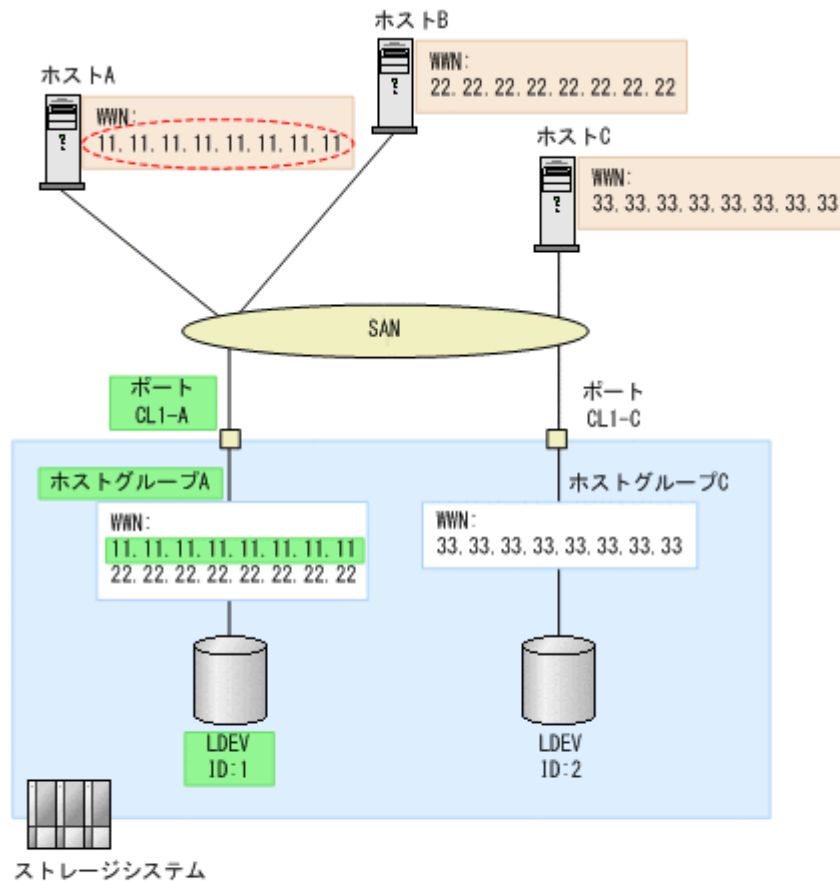 ホストB
WWN:
22. 22. 22. 22. 22. 22. 22. 22
ホストA
WWN:
11. 11. 11. 11. 11. 11. 11. 11
ホストC
WWN:
33. 33. 33. 33. 33. 33. 33. 33
SAN
ポート
CL1-A
ポート
CL1-C
ホストグループA
WWN:
11. 11. 11. 11. 11. 11. 11. 11
22. 22. 22. 22. 22. 22. 22. 22
ホストグループC
WWN:
33. 33. 33. 33. 33. 33. 33. 33
LDEV
ID:1
LDEV
ID:2
ストレージシステム